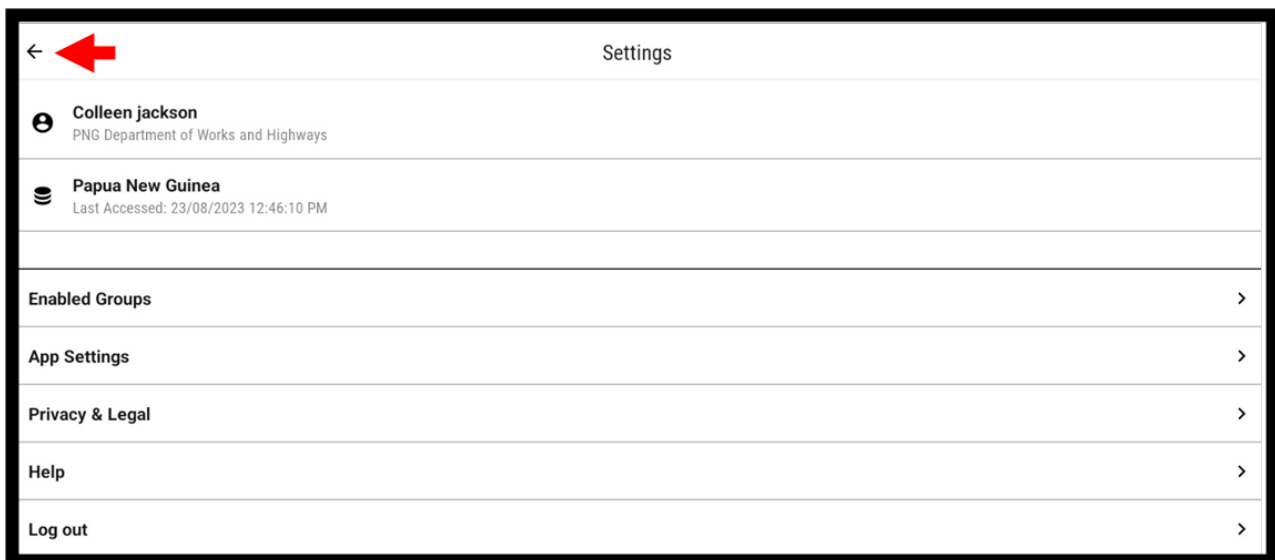 Settings
Colleen jackson
PNG Department of Works and Highways
Papua New Guinea
Last Accessed: 23/08/2023 12:46:10 PM
Enabled Groups
App Settings
Privacy & Legal
Help
Log out